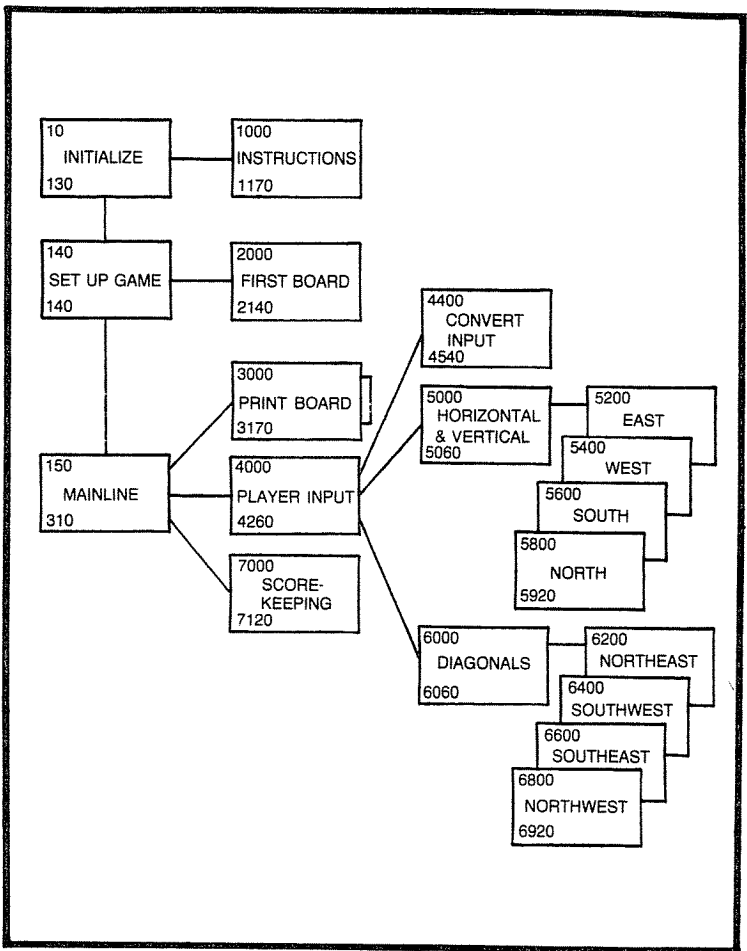 10
INITIALIZE
130
1000
INSTRUCTIONS
1170
140
SET UP GAME
140
2000
FIRST BOARD
2140
150
MAINLINE
310
3000
PRINT BOARD
3170
4000
PLAYER INPUT
4260
7000
SCORE-
KEEPING
7120
4400
CONVERT
INPUT
4540
5000
HORIZONTAL
& VERTICAL
5060
5200
EAST
5400
WEST
5600
SOUTH
5800
NORTH
5920
6000
DIAGONALS
6060
6200
NORTHEAST
6400
SOUTHWEST
6600
SOUTHEAST
6800
NORTHWEST
6920